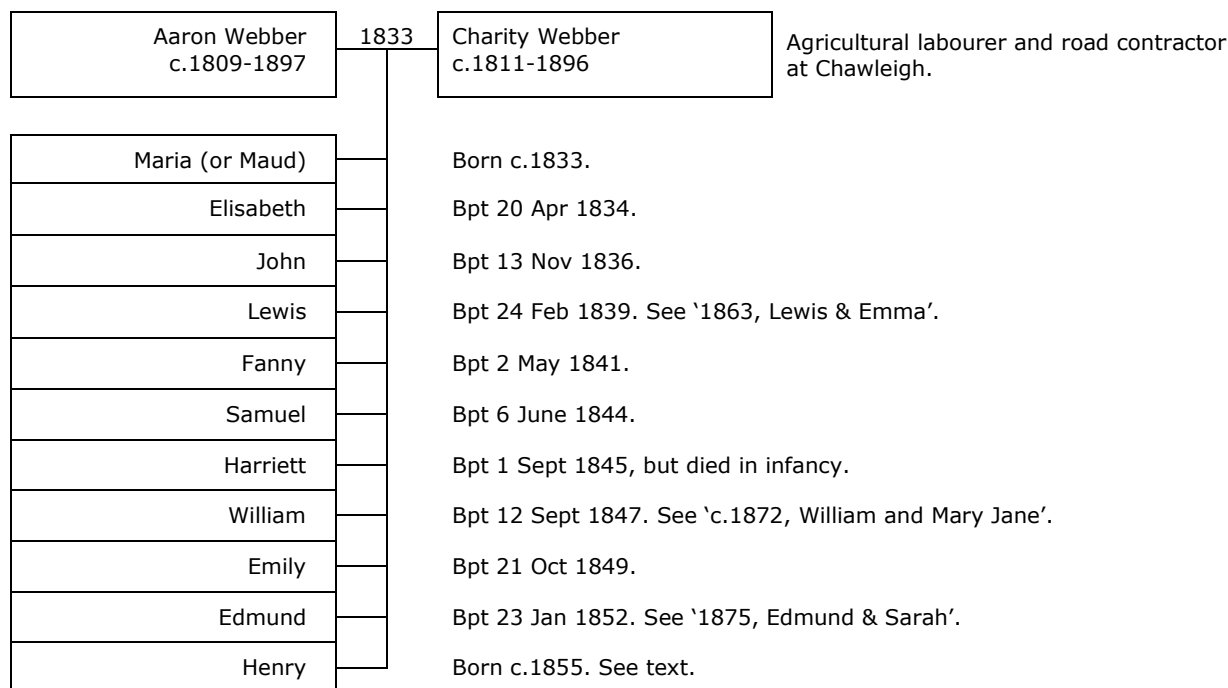 Aaron Webber
c.1809-1897
1833
Charity Webber
c.1811-1896
Agricultural labourer and road contractor
at Chawleigh.
Maria (or Maud) Born c.1833.
Elisabeth Bpt 20 Apr 1834.
John Bpt 13 Nov 1836.
Lewis Bpt 24 Feb 1839. See ‘1863, Lewis & Emma’.
Fanny Bpt 2 May 1841.
Samuel Bpt 6 June 1844.
Harriett Bpt 1 Sept 1845, but died in infancy.
William Bpt 12 Sept 1847. See ‘c.1872, William and Mary Jane’.
Emily Bpt 21 Oct 1849.
Edmund Bpt 23 Jan 1852. See ‘1875, Edmund & Sarah’.
Henry Born c.1855. See text.